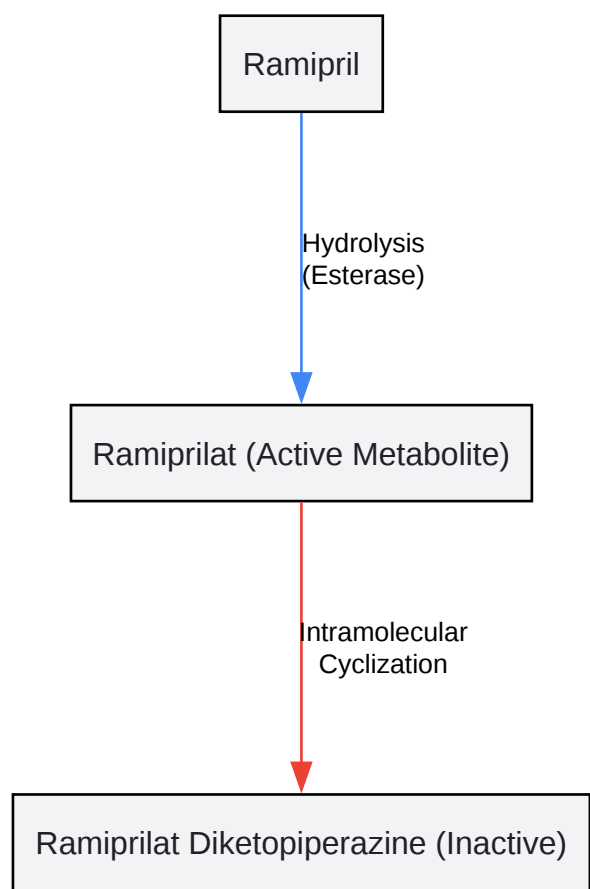 Ramipril
Hydrolysis
(Esterase)
Ramiprilat (Active Metabolite)
Intramolecular
Cyclization
Ramiprilat Diketopiperazine (Inactive)